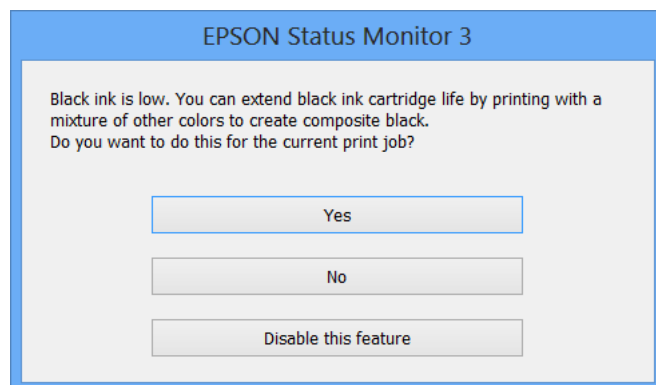 EPSON Status Monitor 3
Black ink is low. You can extend black ink cartridge life by printing with a
mixture of other colors to create composite black.
Do you want to do this for the current print job?
Yes
No
Disable this feature